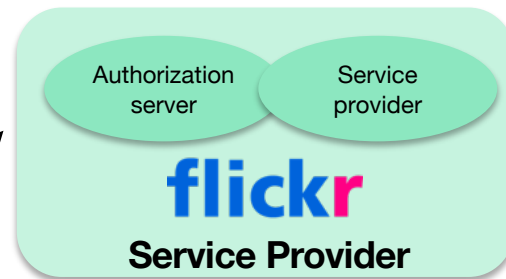 Authorization
server
Service
provider
flickr
Service Provider